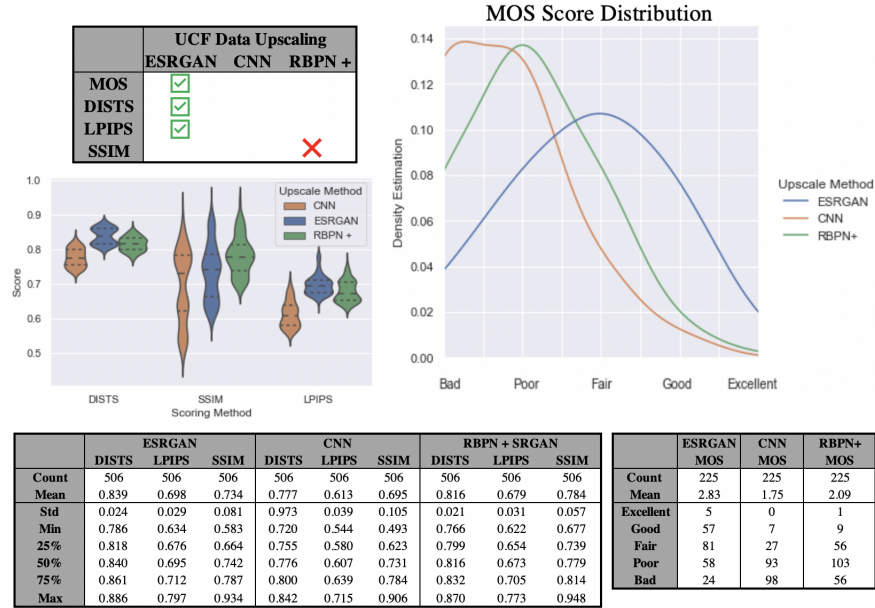 UCF Data Upscaling
ESRGAN CNN RBPN +
MOS
DISTS
LPIPS
SSIM
MOS Score Distribution
0.14
0.12
0.10
0.08
0.06
0.04
0.02
0.00
Density Estimation
Bad Poor Fair Good Excellent
Upscale Method
ESRGAN
CNN
RBPN+
1.0
0.9
0.8
0.7
0.6
0.5
Score
Upscale Method
CNN
ESRGAN
RBPN +
DISTS SSIM LPIPS
Scoring Method
ESRGAN CNN RBPN + SRGAN
DISTS LPIPS SSIM DISTS LPIPS SSIM DISTS LPIPS SSIM
Count 506 506 506 506 506 506 506 506 506
Mean 0.839 0.698 0.734 0.777 0.613 0.695 0.816 0.679 0.784
Std 0.024 0.029 0.081 0.973 0.039 0.105 0.021 0.031 0.057
Min 0.786 0.634 0.583 0.720 0.544 0.493 0.766 0.622 0.677
25% 0.818 0.676 0.664 0.755 0.580 0.623 0.799 0.654 0.739
50% 0.840 0.695 0.742 0.776 0.607 0.731 0.816 0.673 0.779
75% 0.861 0.712 0.787 0.800 0.639 0.784 0.832 0.705 0.814
Max 0.886 0.797 0.934 0.842 0.715 0.906 0.870 0.773 0.948
ESRGAN CNN RBPN+
MOS MOS MOS
Count 225 225 225
Mean 2.83 1.75 2.09
Excellent 5 0 1
Good 57 7 9
Fair 81 27 56
Poor 58 93 103
Bad 24 98 56